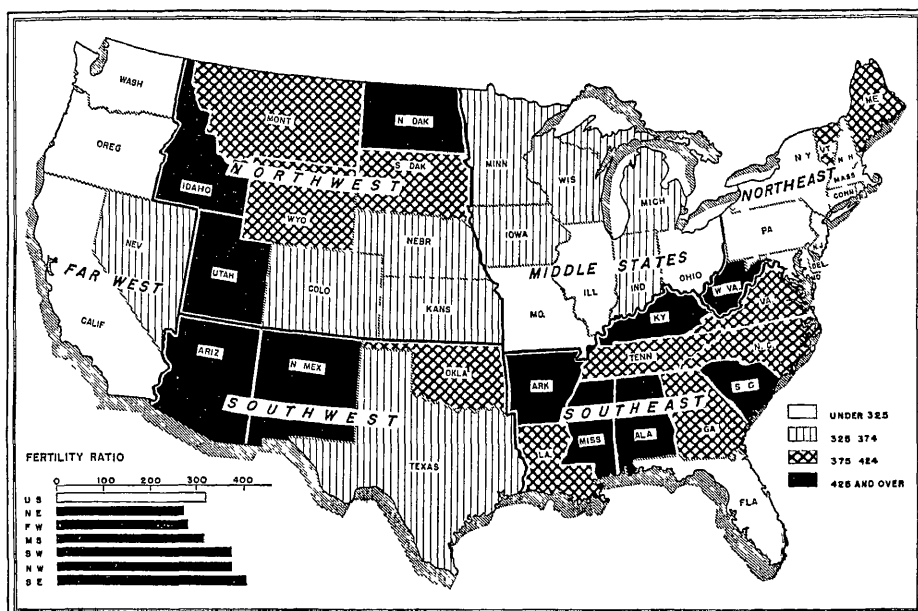 WASH
OREG
CALIF
NEV
IDAHO
UTAH
ARIZ
MONT
WYO
COLO
N MEX
N DAK
S DAK
NEBR
KANS
OKLA
TEXAS
MINN
IOWA
MO.
ARK
LA.
WIS
ILL
MICH
IND
OHIO
KY
TENN
MISS
ALA
GA
FLA
S C
N C
VA.
W VA.
PA
N Y
N J
DEL
MD
CONN
MASS
N H
VT
ME
FAR WEST
NORTHWEST
SOUTHWEST
MIDDLE STATES
SOUTHEAST
NORTHEAST
UNDER 325
325 374
375 424
425 AND OVER
FERTILITY RATIO
0 100 200 300 400
U S
N E
F W
M S
S W
N W
S E